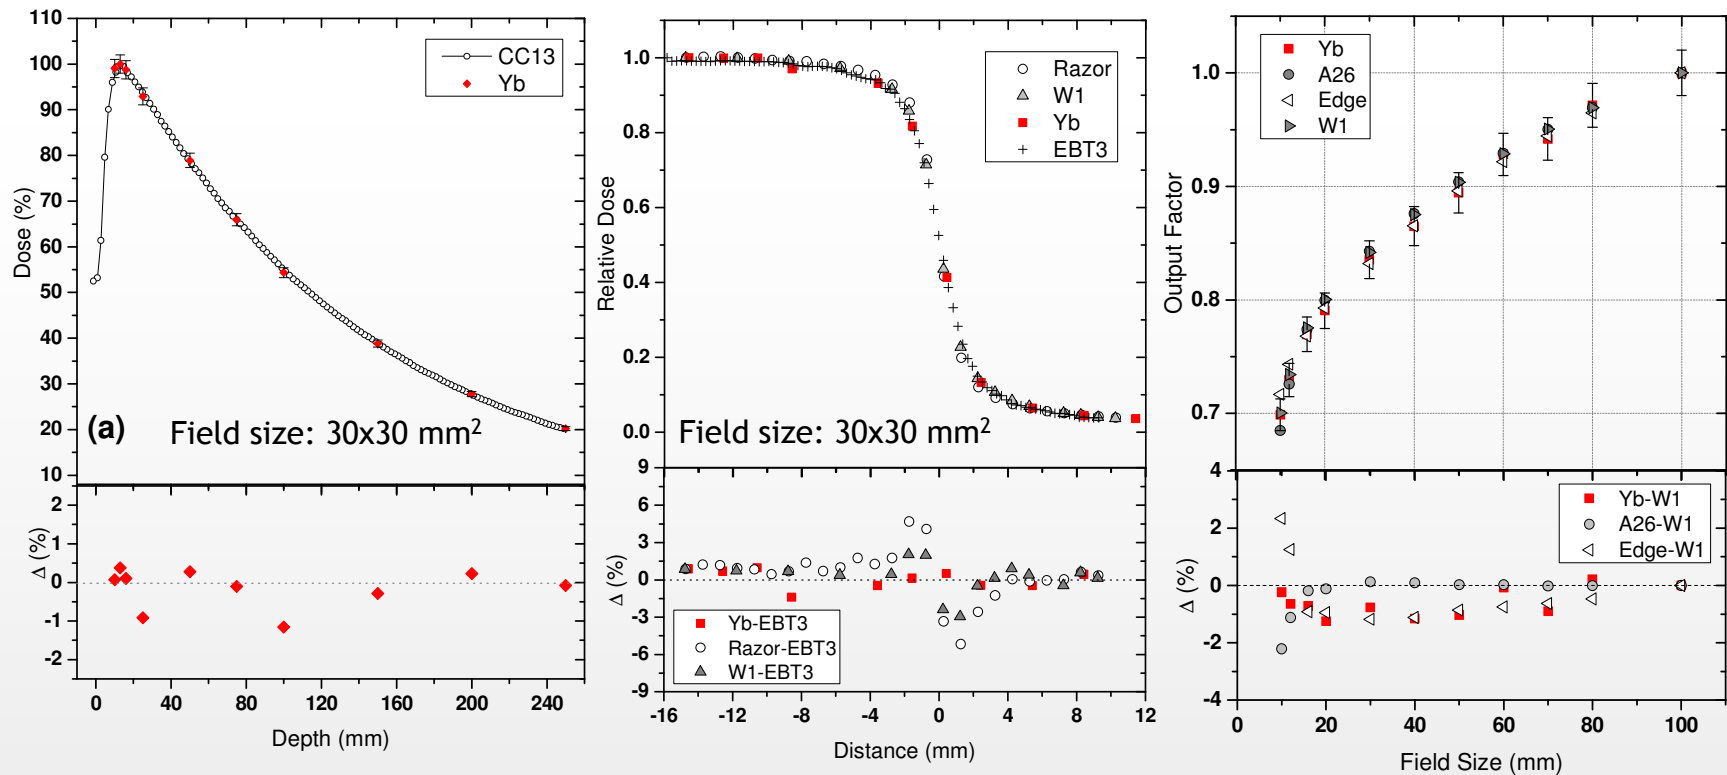 110
100
90
80
70
60
50
40
30
20
10
Dose (%)
CC13
Yb
(a)
Field size: 30x30 mm²
2
1
0
-1
-2
Δ (%)
0 40 80 120 160 200 240
Depth (mm)
1.0
0.8
0.6
0.4
0.2
0.0
Relative Dose
Razor
W1
Yb
EBT3
Field size: 30x30 mm²
9
6
3
0
-3
-6
-9
Δ (%)
Yb-EBT3
Razor-EBT3
W1-EBT3
-16 -12 -8 -4 0 4 8 12
Distance (mm)
1.0
0.9
0.8
0.7
Output Factor
Yb
A26
Edge
W1
4
2
0
-2
-4
Δ (%)
Yb-W1
A26-W1
Edge-W1
0 20 40 60 80 100
Field Size (mm)